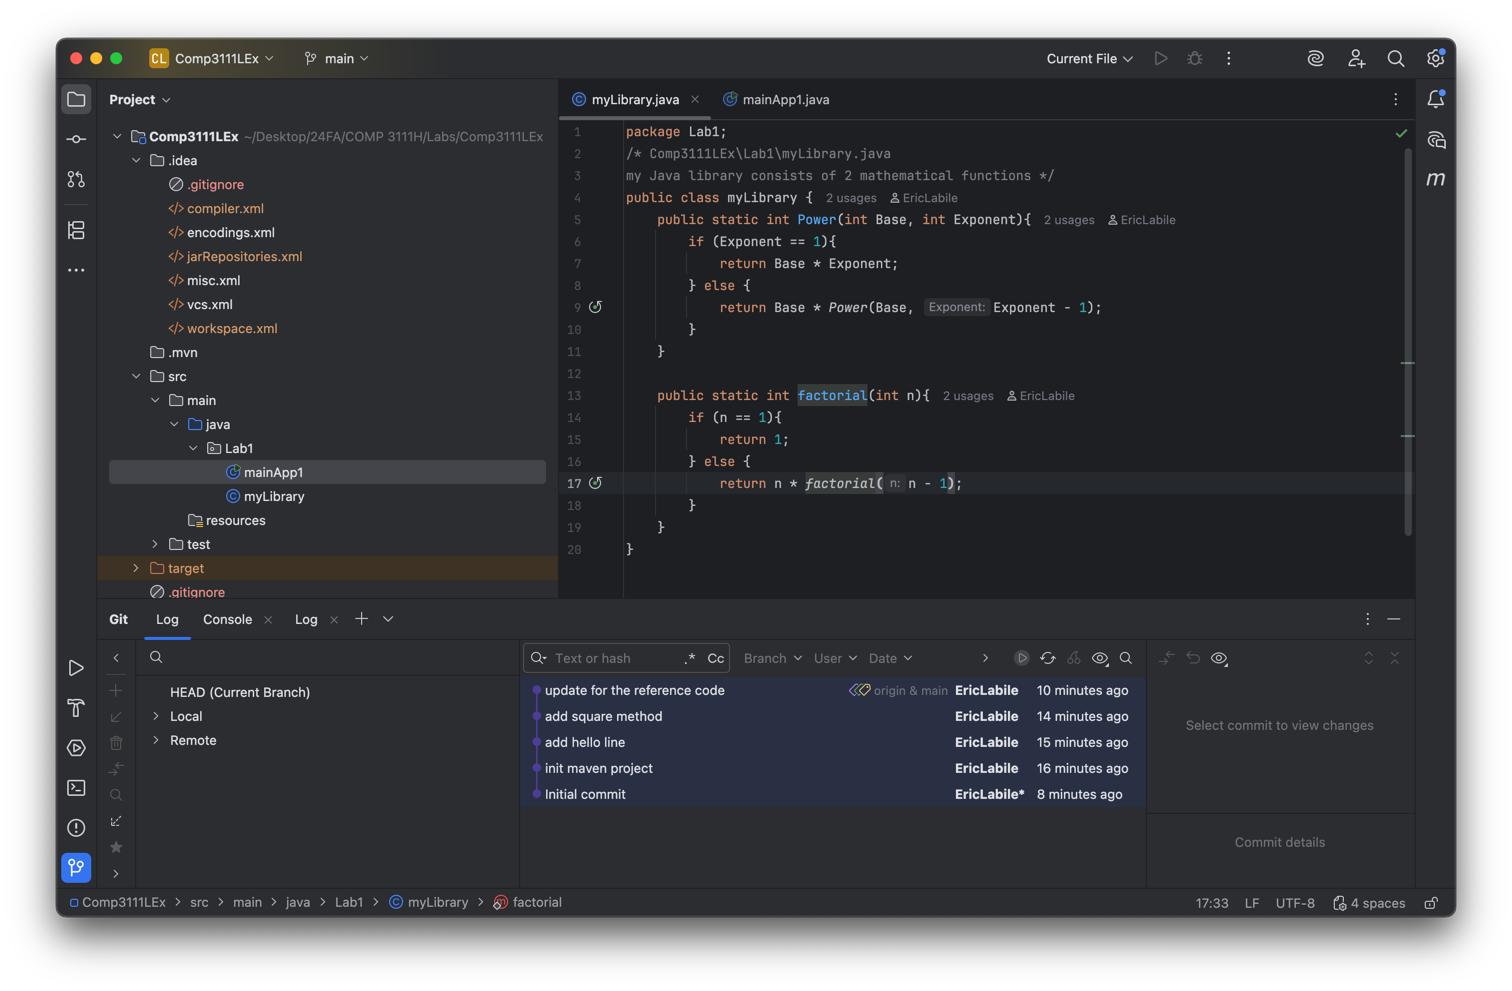 CL Comp3111LEx
main
Current File
Project
Comp3111LEx ~/Desktop/24FA/COMP 3111H/Labs/Comp3111LEx
.idea
.gitignore
compiler.xml
encodings.xml
jarRepositories.xml
misc.xml
vcs.xml
workspace.xml
.mvn
src
main
java
Lab1
mainApp1
myLibrary
resources
test
target
.gitignore
myLibrary.java
mainApp1.java
1 package Lab1;
2 /* Comp3111LEx\Lab1\myLibrary.java
3 my Java library consists of 2 mathematical functions */
4 public class myLibrary { 2 usages EricLabile
5 public static int Power(int Base, int Exponent){ 2 usages EricLabile
6 if (Exponent == 1){
7 return Base * Exponent;
8 } else {
9 return Base * Power(Base, Exponent: Exponent - 1);
10 }
11 }
12
13 public static int factorial(int n){ 2 usages EricLabile
14 if (n == 1){
15 return 1;
16 } else {
17 return n * factorial( n: n - 1);
18 }
19 }
20 }
m
Git
Log
Console
Log
HEAD (Current Branch)
Local
Remote
Text or hash .* Cc
Branch
User
Date
update for the reference code origin & main EricLabile 10 minutes ago
add square method EricLabile 14 minutes ago
add hello line EricLabile 15 minutes ago
init maven project EricLabile 16 minutes ago
Initial commit EricLabile* 8 minutes ago
Select commit to view changes
Commit details
Comp3111LEx > src > main > java > Lab1 > myLibrary > factorial
17:33 LF UTF-8 4 spaces